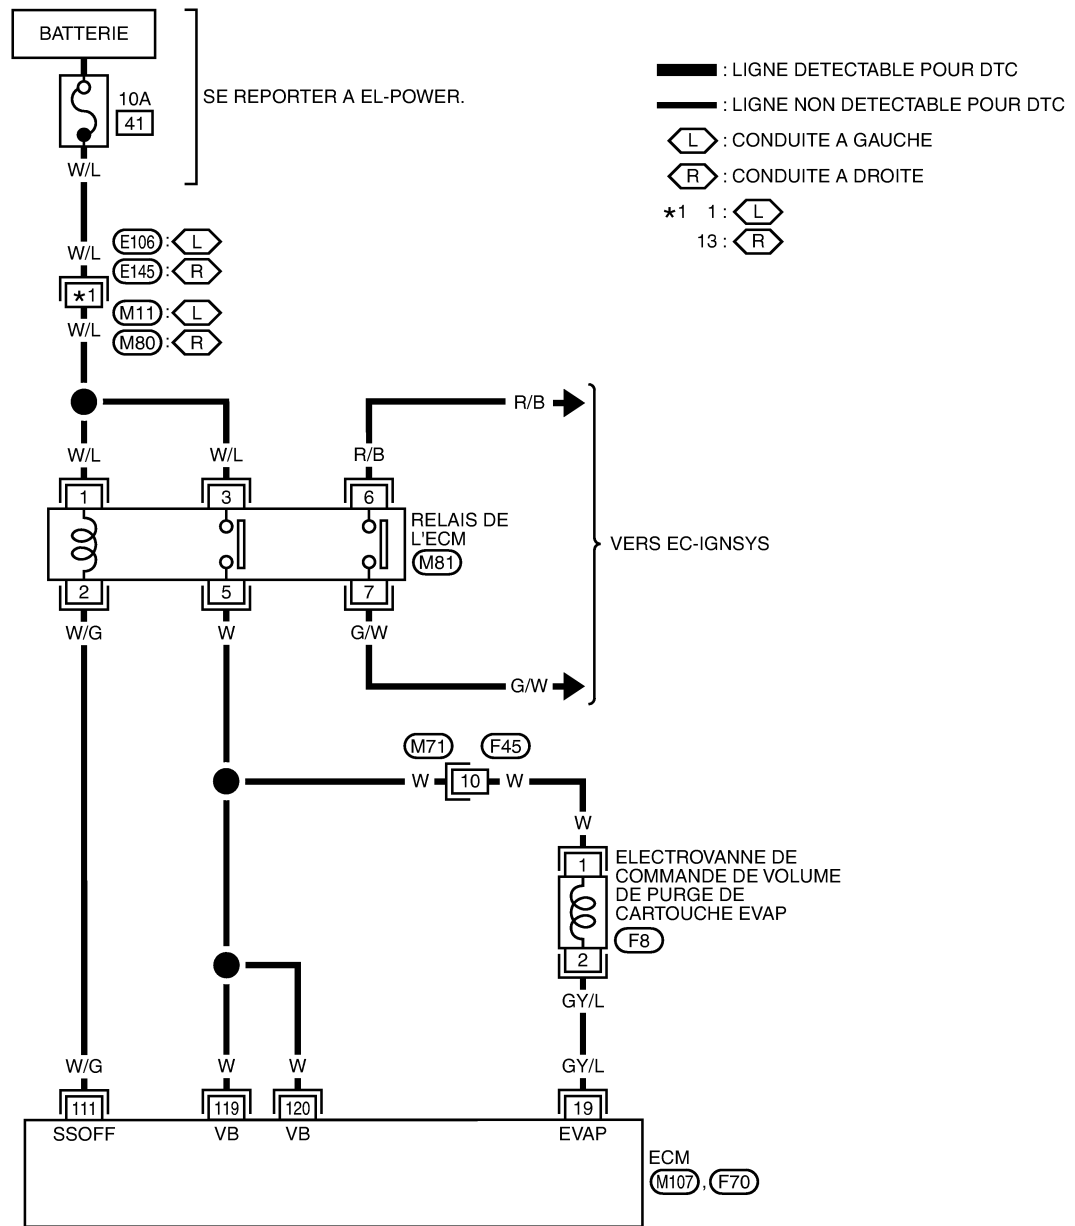 BATTERIE
10A
41
SE REPORTER A EL-POWER.
: LIGNE DETECTABLE POUR DTC
: LIGNE NON DETECTABLE POUR DTC
L : CONDUITE A GAUCHE
R : CONDUITE A DROITE
*1 1 : L
13 : R
W/L
W/L
E106 : L
E145 : R
*1
M11 : L
M80 : R
W/L
R/B
W/L
W/L
R/B
1
3
6
RELAIS DE
L'ECM
M81
VERS EC-IGNSYS
2
5
7
W/G
W
G/W
G/W
M71
F45
W
10
W
W
1
ELECTROVANNE DE
COMMANDE DE VOLUME
DE PURGE DE
CARTOUCHE EVAP
F8
2
GY/L
W/G
W
W
GY/L
111
119
120
19
SSOFF
VB
VB
EVAP
ECM
M107 , F70